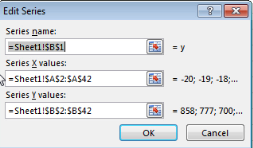 Edit Series
Series name:
=Sheet1!$B$1 = y
Series X values:
=Sheet1!$A$2:$A$42 = -20; -19; -18;...
Series Y values:
=Sheet1!$B$2:$B$42 = 858; 777; 700;...
OK Cancel